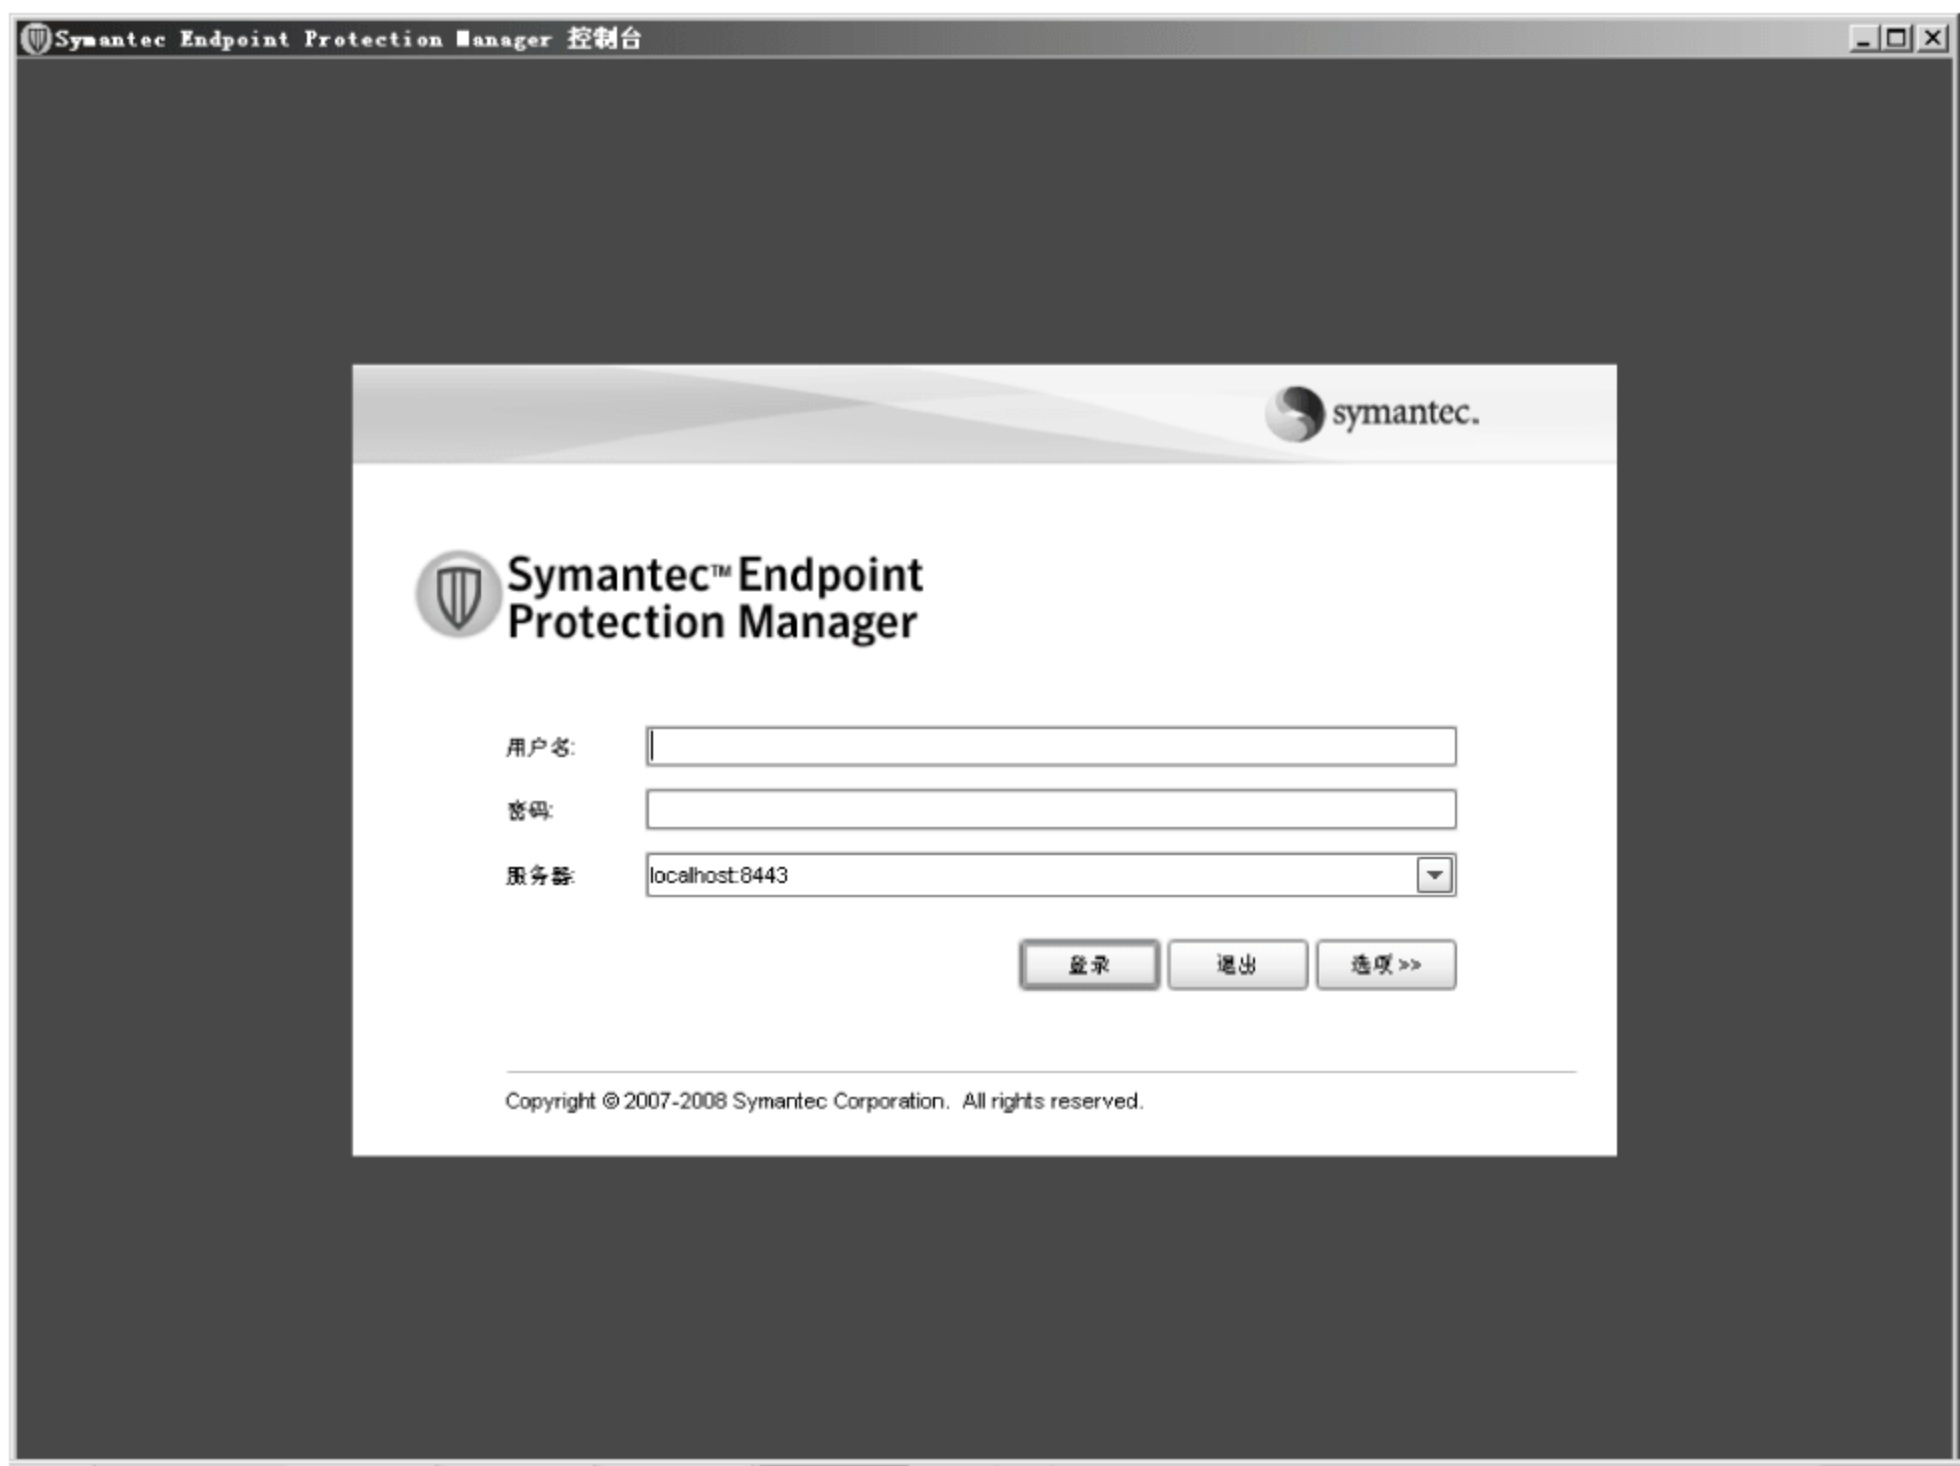 Symantec Endpoint Protection Manager 控制台
symantec.
Symantec™ Endpoint
Protection Manager
用户名:
密码:
服务器:
localhost:8443
登录
退出
选项>>
Copyright © 2007-2008 Symantec Corporation. All rights reserved.